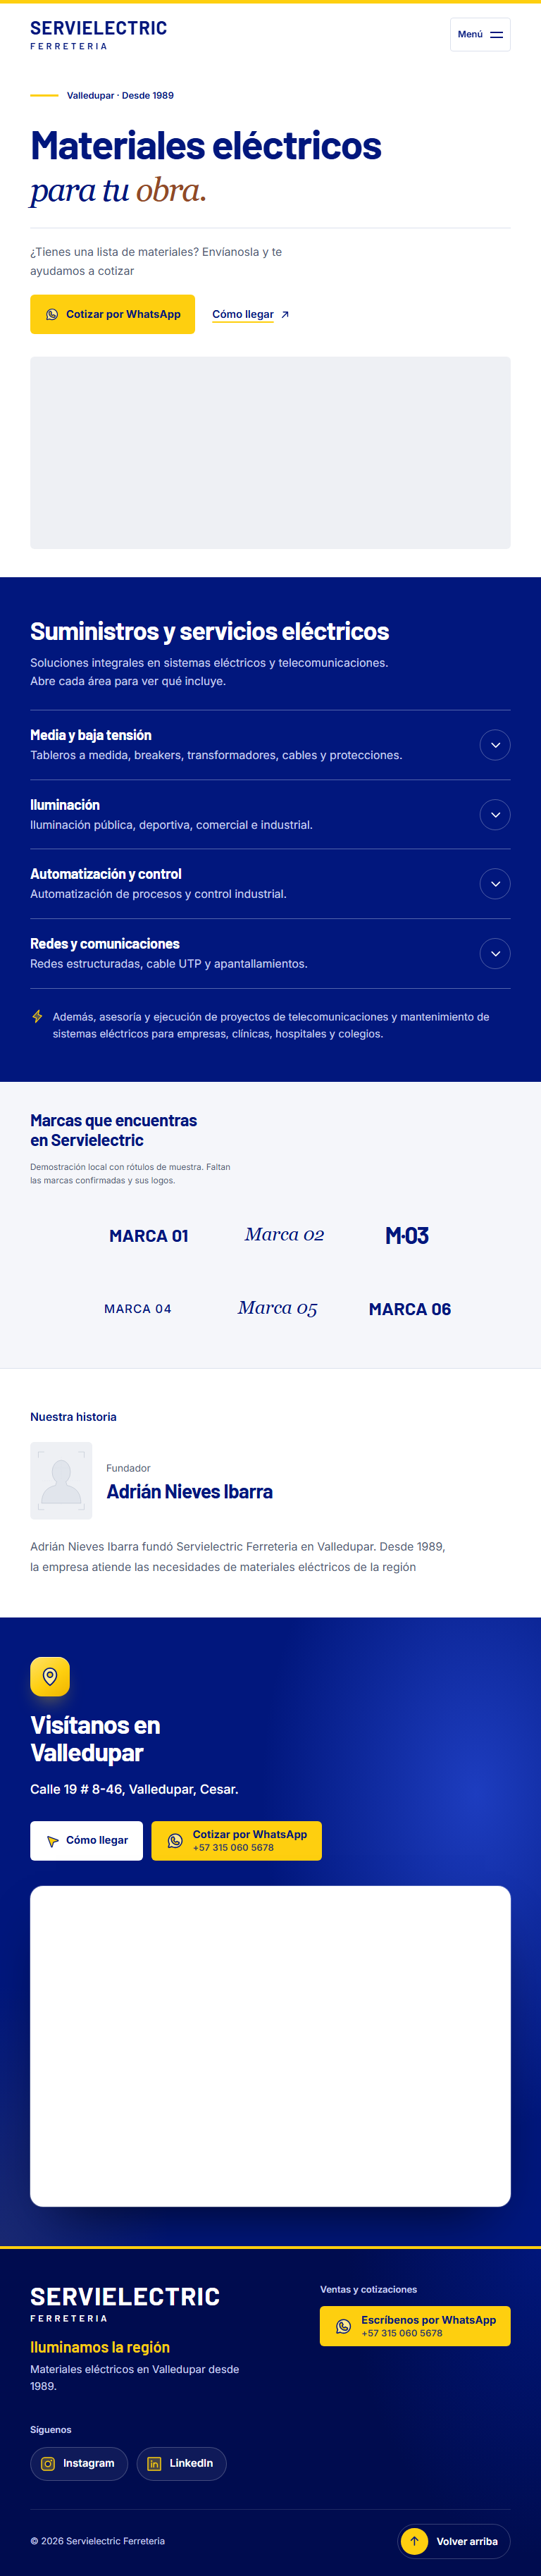 SERVIELECTRIC
FERRETERIA
Menú
Valledupar · Desde 1989
Materiales eléctricos
para tu obra.
¿Tienes una lista de materiales? Envíanosla y te
ayudamos a cotizar
Cotizar por WhatsApp
Cómo llegar
Suministros y servicios eléctricos
Soluciones integrales en sistemas eléctricos y telecomunicaciones.
Abre cada área para ver qué incluye.
Media y baja tensión
Tableros a medida, breakers, transformadores, cables y protecciones.
Iluminación
Iluminación pública, deportiva, comercial e industrial.
Automatización y control
Automatización de procesos y control industrial.
Redes y comunicaciones
Redes estructuradas, cable UTP y apantallamientos.
Además, asesoría y ejecución de proyectos de telecomunicaciones y mantenimiento de
sistemas eléctricos para empresas, clínicas, hospitales y colegios.
Marcas que encuentras
en Servielectric
Demostración local con rótulos de muestra. Faltan
las marcas confirmadas y sus logos.
MARCA 01
Marca 02
M·03
MARCA 04
Marca 05
MARCA 06
Nuestra historia
Fundador
Adrián Nieves Ibarra
Adrián Nieves Ibarra fundó Servielectric Ferreteria en Valledupar. Desde 1989,
la empresa atiende las necesidades de materiales eléctricos de la región
Visítanos en
Valledupar
Calle 19 # 8-46, Valledupar, Cesar.
Cómo llegar
Cotizar por WhatsApp
+57 315 060 5678
SERVIELECTRIC
FERRETERIA
Iluminamos la región
Materiales eléctricos en Valledupar desde
1989.
Ventas y cotizaciones
Escríbenos por WhatsApp
+57 315 060 5678
Síguenos
Instagram
LinkedIn
© 2026 Servielectric Ferreteria
Volver arriba